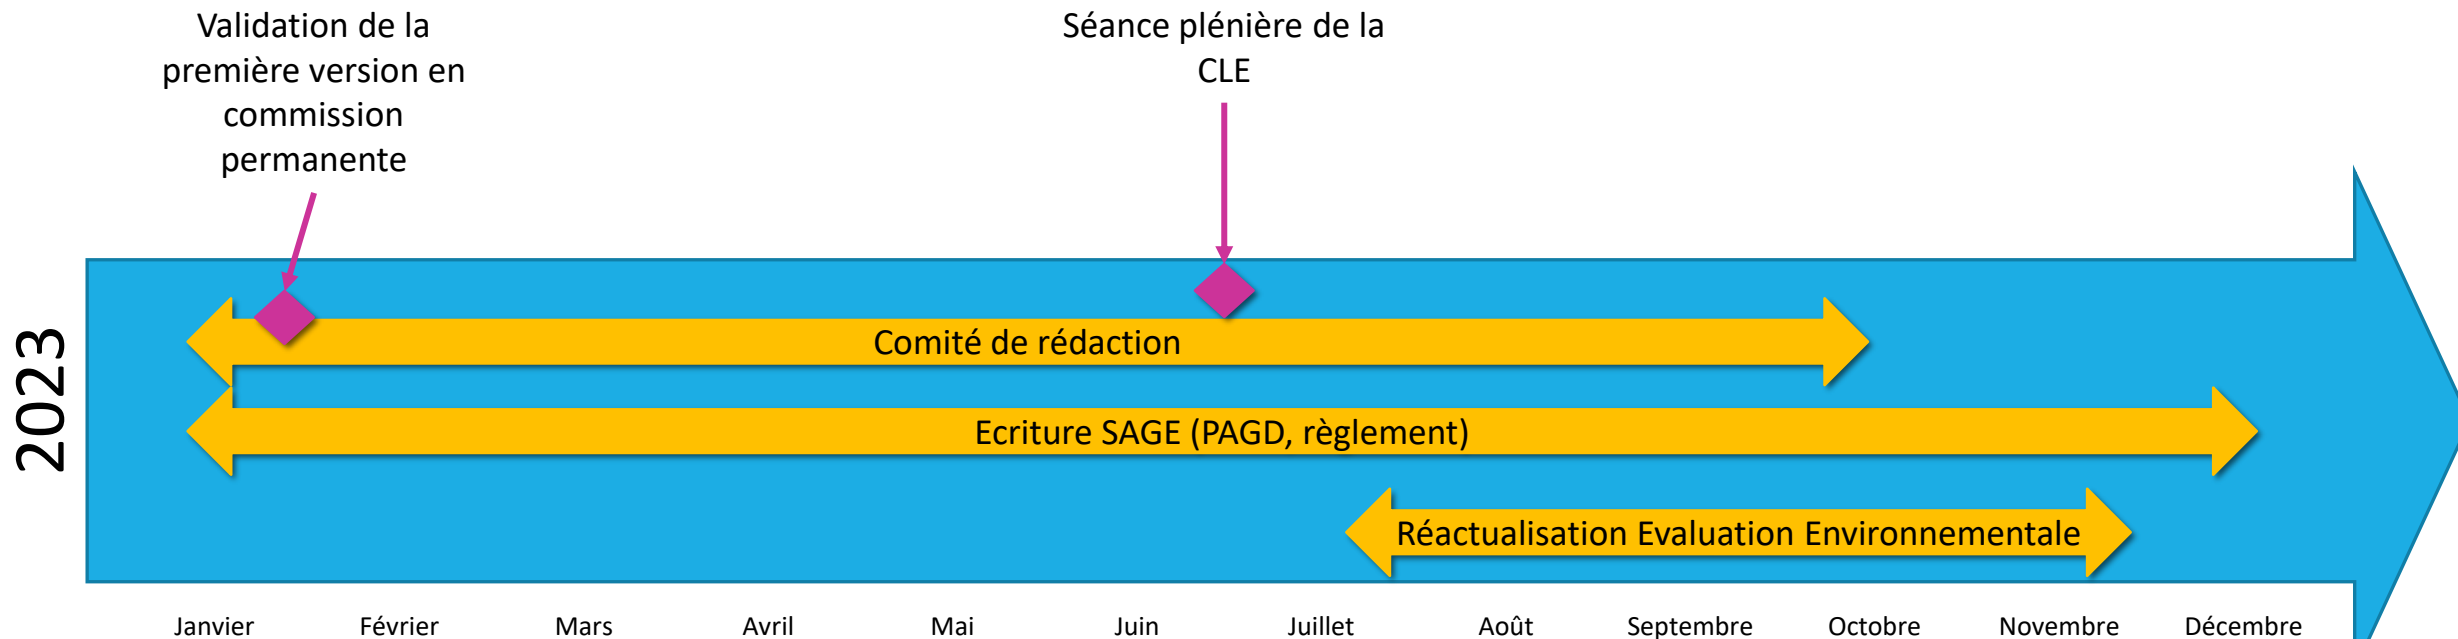 Validation de la
première version en
commission
permanente
Séance plénière de la
CLE
2023
Comité de rédaction
Ecriture SAGE (PAGD, règlement)
Réactualisation Evaluation Environnementale
Janvier Février Mars Avril Mai Juin Juillet Août Septembre Octobre Novembre Décembre